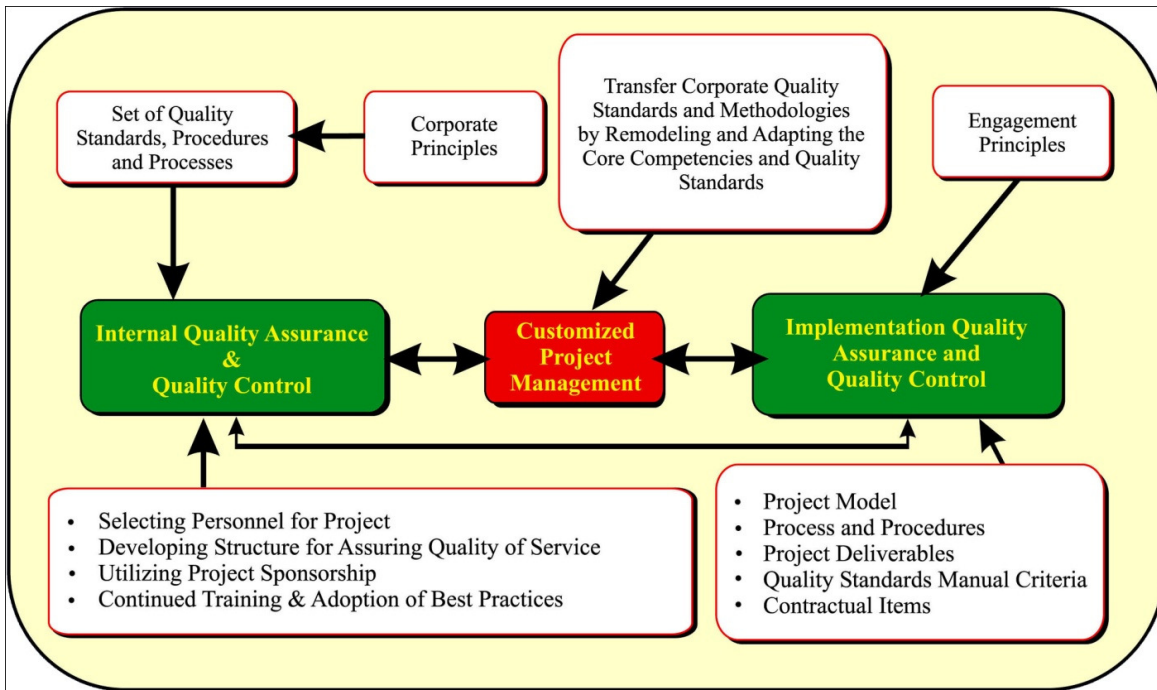 Set of Quality
Standards, Procedures
and Processes
Corporate
Principles
Transfer Corporate Quality
Standards and Methodologies
by Remodeling and Adapting the
Core Competencies and Quality
Standards
Engagement
Principles
Internal Quality Assurance
&
Quality Control
Customized
Project
Management
Implementation Quality
Assurance and
Quality Control
• Selecting Personnel for Project
• Developing Structure for Assuring Quality of Service
• Utilizing Project Sponsorship
• Continued Training & Adoption of Best Practices
• Project Model
• Process and Procedures
• Project Deliverables
• Quality Standards Manual Criteria
• Contractual Items